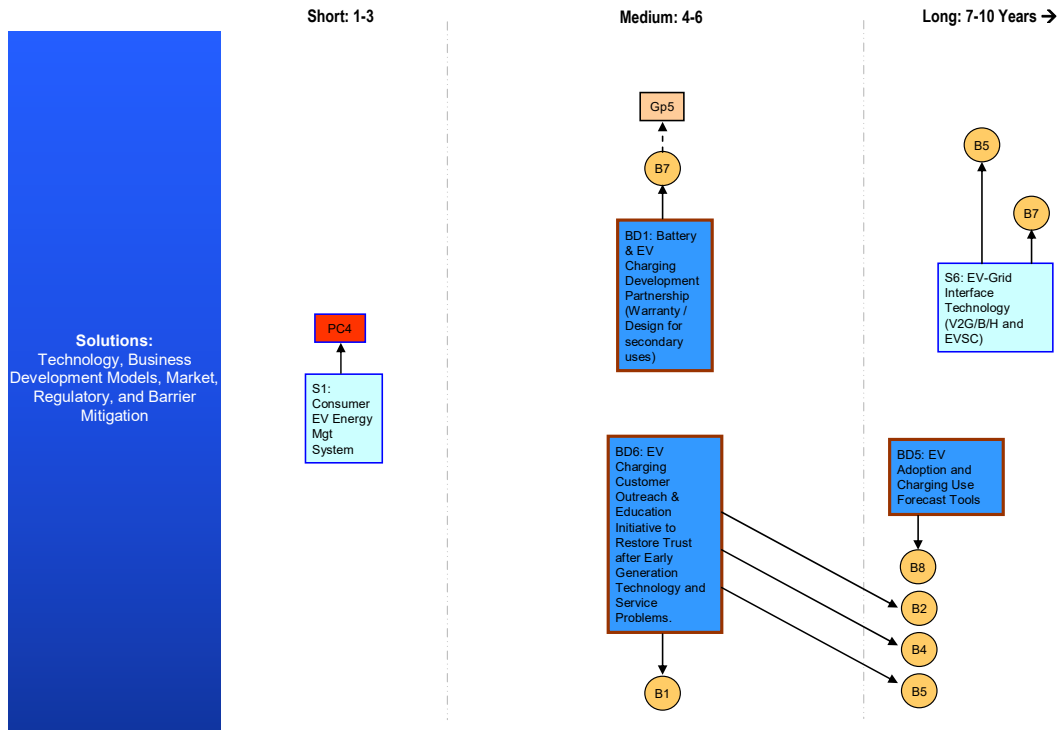 Short: 1-3
Medium: 4-6
Long: 7-10 Years →
Solutions:
Technology, Business
Development Models, Market,
Regulatory, and Barrier
Mitigation
PC4
S1:
Consumer
EV Energy
Mgt
System
Gp5
B7
BD1: Battery
& EV
Charging
Development
Partnership
(Warranty /
Design for
secondary
uses)
BD6: EV
Charging
Customer
Outreach &
Education
Initiative to
Restore Trust
after Early
Generation
Technology and
Service
Problems.
B1
B5
B7
S6: EV-Grid
Interface
Technology
(V2G/B/H and
EVSC)
BD5: EV
Adoption and
Charging Use
Forecast Tools
B8
B2
B4
B5